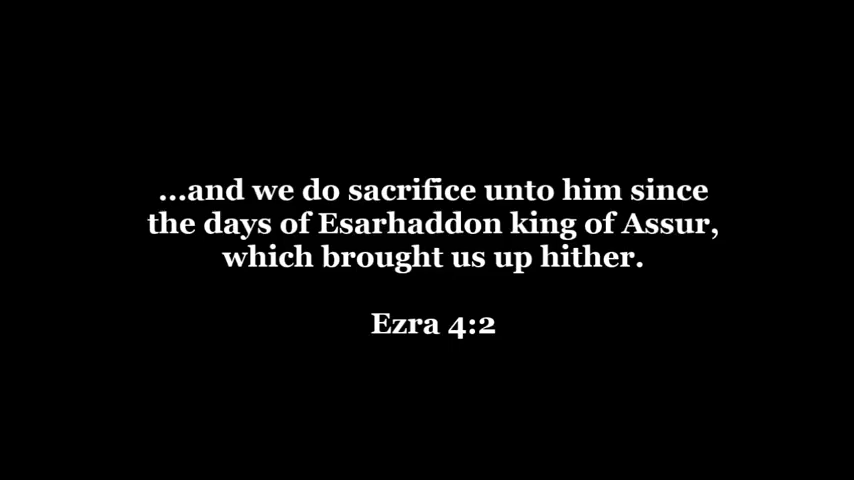 ...and we do sacrifice unto him since
the days of Esarhaddon king of Assur,
which brought us up hither.
Ezra 4:2